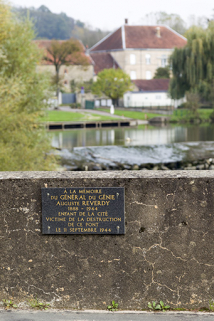 A LA MEMOIRE
DU GÉNÉRAL DU GÉNIE
AUGUSTE REVERDY
1888 - 1944
ENFANT DE LA CITÉ
VICTIME DE LA DESTRUCTION
DE CE PONT
LE 11 SEPTEMBRE 1944